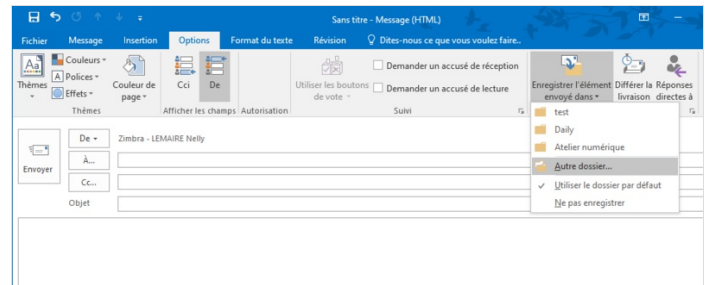 Sans titre - Message (HTML)
Fichier Message Insertion Options Format du texte Révision Dites-nous ce que vous voulez faire..
Aa Couleurs Demander un accusé de réception
A Polices Demander un accusé de lecture
Thèmes Effets Couleur de page Cci De Utiliser les boutons de vote Enregistrer l'élément envoyé dans Différer la livraison Réponses directes à
Thèmes Afficher les champs Autorisation Suivi
test
Daily
Atelier numérique
Autre dossier...
Utiliser le dossier par défaut
Ne pas enregistrer
De Zimbra - LEMAIRE Nelly
À...
Envoyer
Cc...
Objet